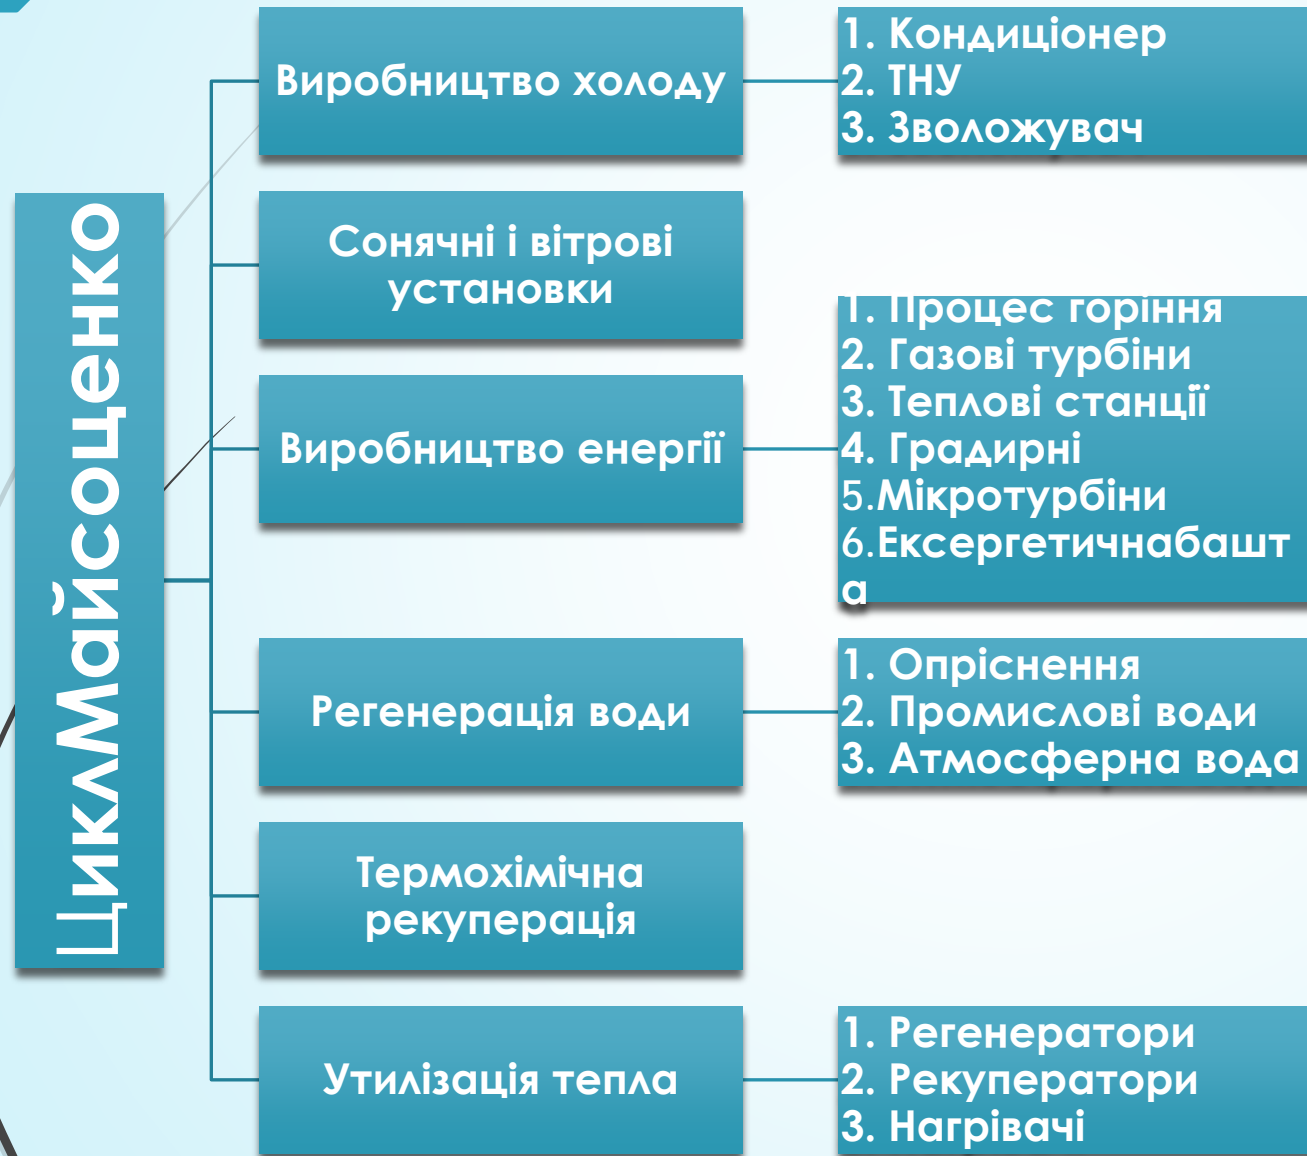 ЦиклМайсоценко
Виробництво холоду
1. Кондиціонер
2. ТНУ
3. Зволожувач
Сонячні і вітрові
установки
Виробництво енергії
1. Процес горіння
2. Газові турбіни
3. Теплові станції
4. Градирні
5.Мікротурбіни
6.Ексергетичнабашт
а
Регенерація води
1. Опріснення
2. Промислові води
3. Атмосферна вода
Термохімічна
рекуперація
Утилізація тепла
1. Регенератори
2. Рекуператори
3. Нагрівачі